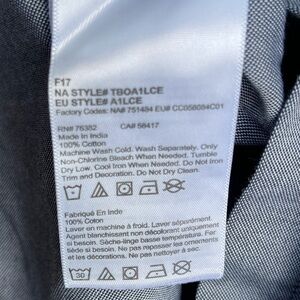 F17
NA STYLE# TBOA1LCE
EU STYLE# A1LCE
Factory Codes: NA# 751484 EU# CC058084C01
RN# 76382 CA# 56417
Made In India
100% Cotton
Machine Wash Cold. Wash Separately. Only
Non-Chlorine Bleach When Needed. Tumble
Dry Low. Cool Iron When Needed. Do Not Iron
Trim and Decoration. Do Not Dry Clean.
Fabriqué En Inde
100% Coton
Laver en machine à froid. Laver séparément.
Agent blanchissant non décolorant uniquement
si besoin. Sèche-linge basse température. Fer
si besoin. Ne pas repasser les ornements
et les décorations. Ne pas nettoyer à sec.
30